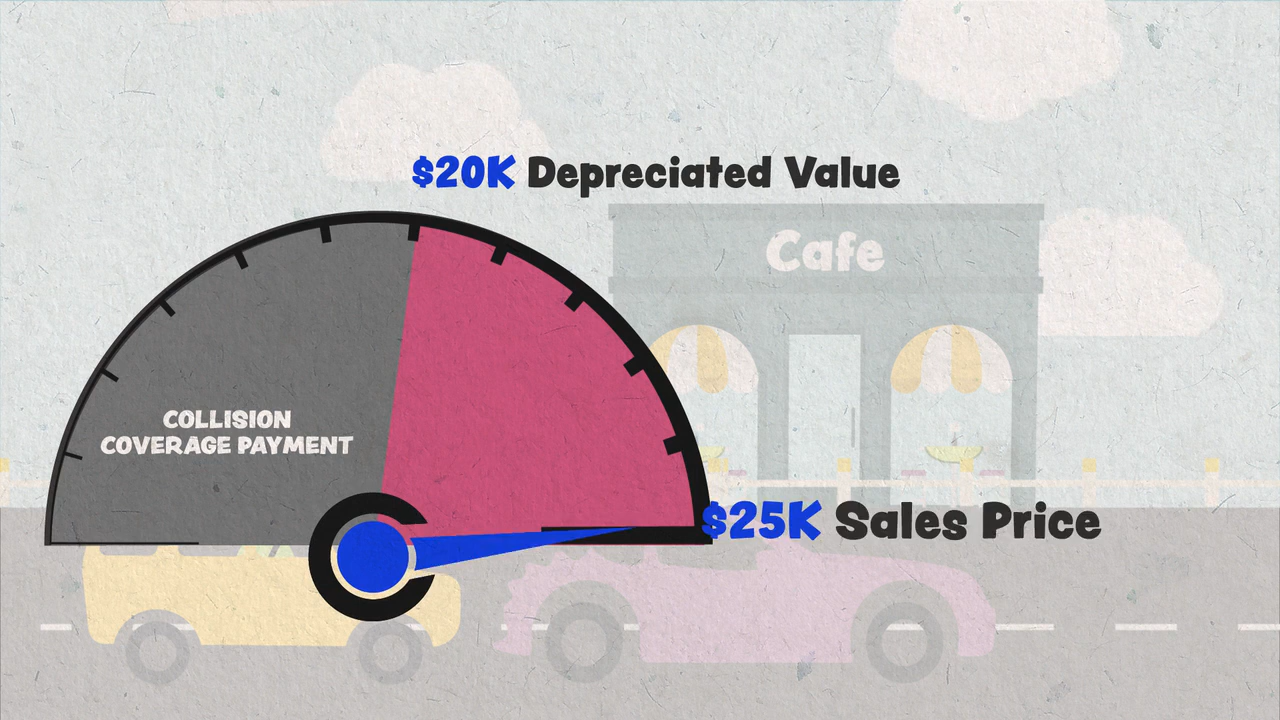 $20K Depreciated Value
Cafe
COLLISION
COVERAGE PAYMENT
$25K Sales Price